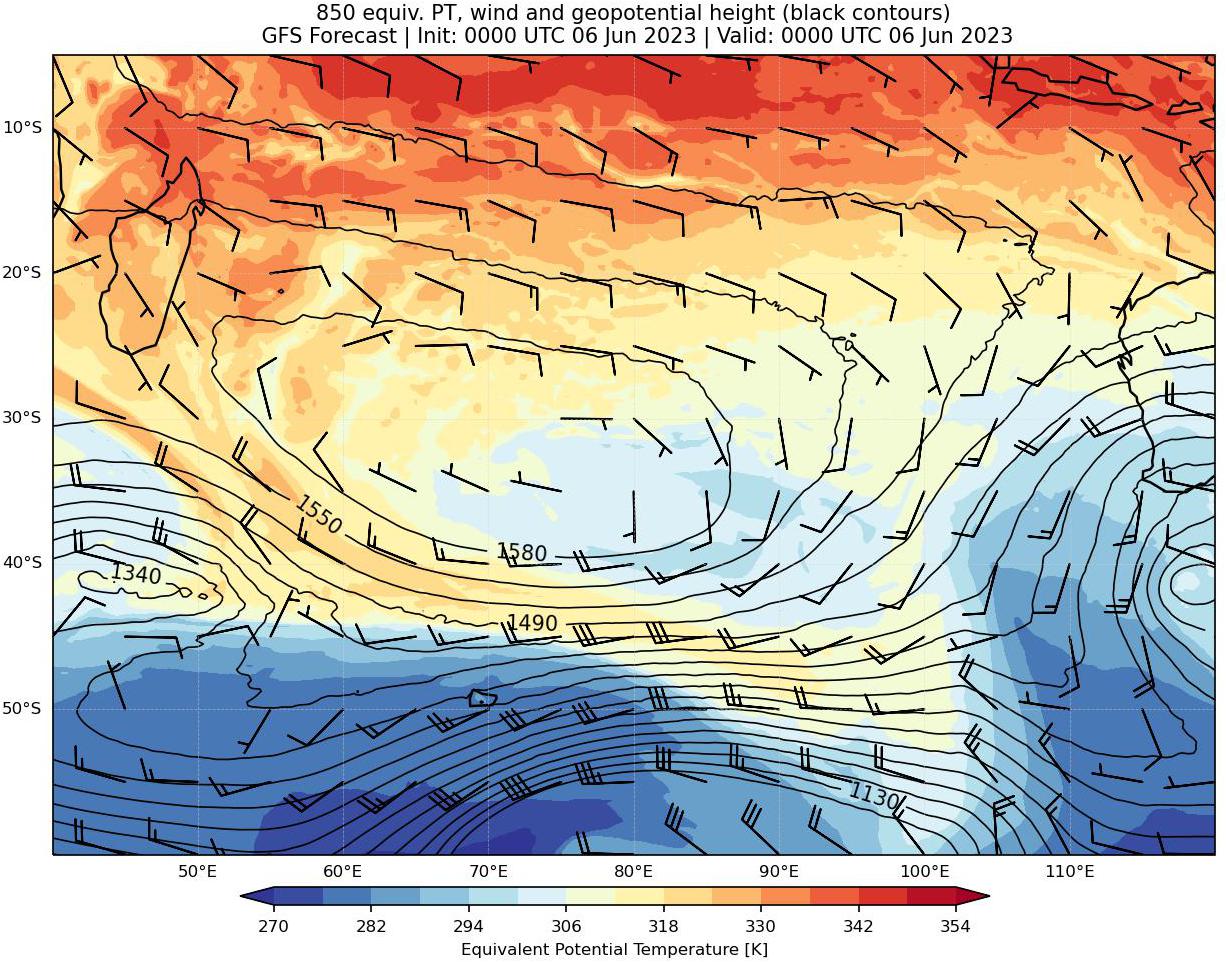 850 equiv. PT, wind and geopotential height (black contours)
GFS Forecast | Init: 0000 UTC 06 Jun 2023 | Valid: 0000 UTC 06 Jun 2023
10°S
20°S
30°S
1550
1580
40°S
1340
1490
50°S
1130
50°E 60°E 70°E 80°E 90°E 100°E 110°E
270 282 294 306 318 330 342 354
Equivalent Potential Temperature [K]